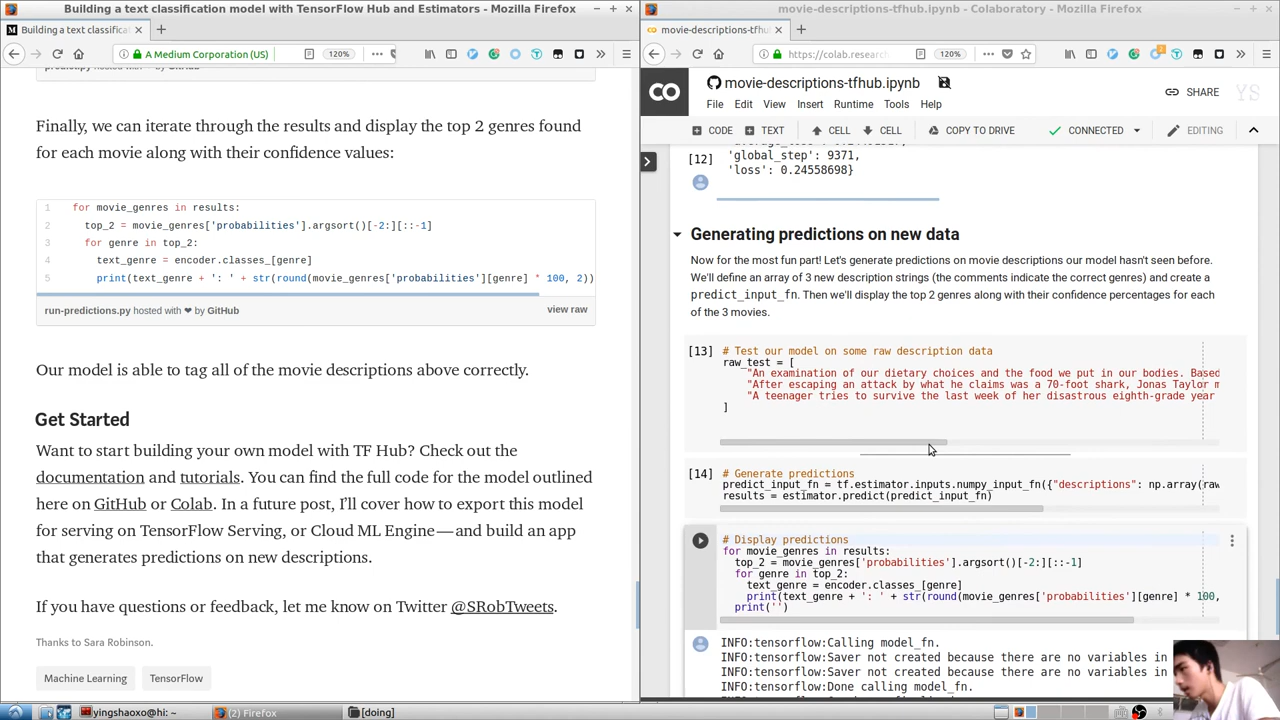 Building a text classification model with TensorFlow Hub and Estimators - Mozilla Firefox
Building a text classificat
A Medium Corporation (US)
120%
Finally, we can iterate through the results and display the top 2 genres found
for each movie along with their confidence values:
1 for movie_genres in results:
2 top_2 = movie_genres['probabilities'].argsort()[-2:][::-1]
3 for genre in top_2:
4 text_genre = encoder.classes_[genre]
5 print(text_genre + ': ' + str(round(movie_genres['probabilities'][genre] * 100, 2))
run-predictions.py hosted with ❤ by GitHub
view raw
Our model is able to tag all of the movie descriptions above correctly.
Get Started
Want to start building your own model with TF Hub? Check out the
documentation and tutorials. You can find the full code for the model outlined
here on GitHub or Colab. In a future post, I'll cover how to export this model
for serving on TensorFlow Serving, or Cloud ML Engine — and build an app
that generates predictions on new descriptions.
If you have questions or feedback, let me know on Twitter @SRobTweets.
Thanks to Sara Robinson.
Machine Learning
TensorFlow
movie-descriptions-tfhub.ipynb - Colaboratory - Mozilla Firefox
movie-descriptions-tfhub
https://colab.research
120%
CO
movie-descriptions-tfhub.ipynb
SHARE
YS
File Edit View Insert Runtime Tools Help
CODE TEXT CELL CELL COPY TO DRIVE CONNECTED EDITING
[12]
'global_step': 9371,
'loss': 0.24558698}
Generating predictions on new data
Now for the most fun part! Let's generate predictions on movie descriptions our model hasn't seen before.
We'll define an array of 3 new description strings (the comments indicate the correct genres) and create a
predict_input_fn. Then we'll display the top 2 genres along with their confidence percentages for each
of the 3 movies.
[13] # Test our model on some raw description data
raw_test = [
"An examination of our dietary choices and the food we put in our bodies. Based
"After escaping an attack by what he claims was a 70-foot shark, Jonas Taylor m
"A teenager tries to survive the last week of her disastrous eighth-grade year
]
[14] # Generate predictions
predict_input_fn = tf.estimator.inputs.numpy_input_fn({"descriptions": np.array(raw
results = estimator.predict(predict_input_fn)
# Display predictions
for movie_genres in results:
top_2 = movie_genres['probabilities'].argsort()[-2:][::-1]
for genre in top_2:
text_genre = encoder.classes_[genre]
print(text_genre + ': ' + str(round(movie_genres['probabilities'][genre] * 100,
print('')
INFO:tensorflow:Calling model_fn.
INFO:tensorflow:Saver not created because there are no variables in
INFO:tensorflow:Saver not created because there are no variables in
INFO:tensorflow:Done calling model_fn.
yingshaoxo@hi: ~
(2) Firefox
[doing]